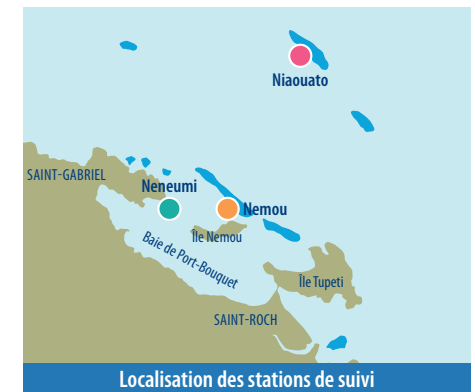 Niaouato
SAINT-GABRIEL
Neneumi
Nemou
Île Nemou
Baie de Port-Bouquet
Île Tupeti
SAINT-ROCH
Localisation des stations de suivi